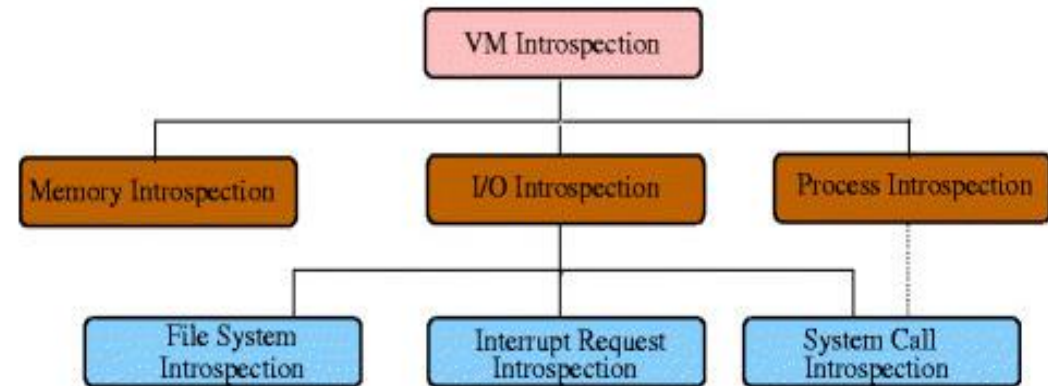 VM Introspection
Memory Introspection
I/O Introspection
Process Introspection
File System
Introspection
Interrupt Request
Introspection
System Call
Introspection